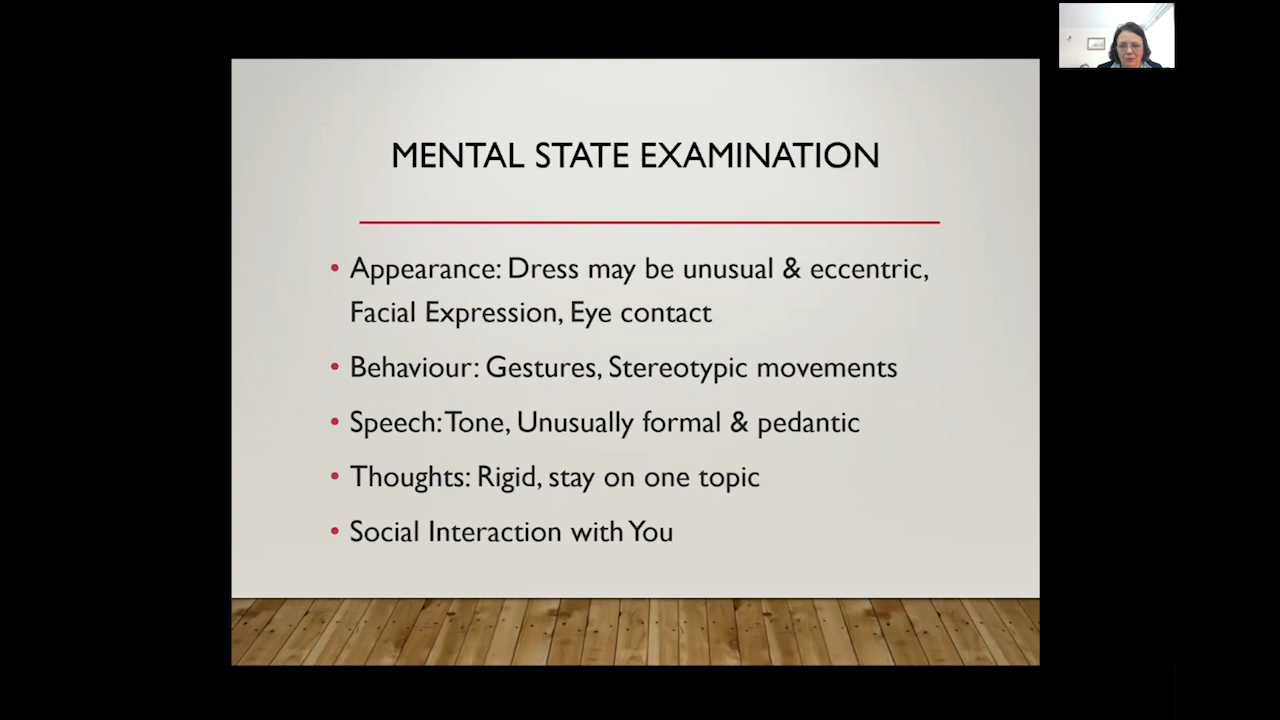 MENTAL STATE EXAMINATION
• Appearance: Dress may be unusual & eccentric,
Facial Expression, Eye contact
• Behaviour: Gestures, Stereotypic movements
• Speech: Tone, Unusually formal & pedantic
• Thoughts: Rigid, stay on one topic
• Social Interaction with You